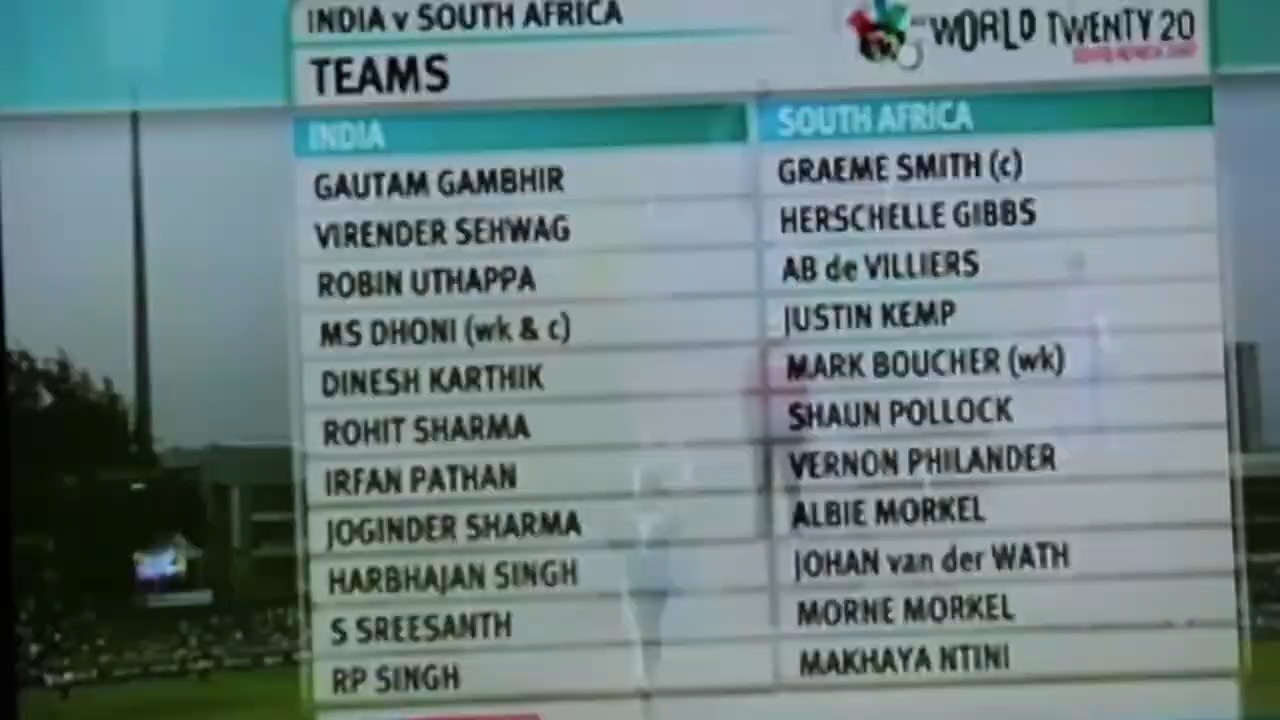 INDIA v SOUTH AFRICA
WORLD TWENTY 20
TEAMS
INDIA
GAUTAM GAMBHIR
VIRENDER SEHWAG
ROBIN UTHAPPA
MS DHONI (wk & c)
DINESH KARTHIK
ROHIT SHARMA
IRFAN PATHAN
JOGINDER SHARMA
HARBHAJAN SINGH
S SREESANTH
RP SINGH
SOUTH AFRICA
GRAEME SMITH (c)
HERSCHELLE GIBBS
AB de VILLIERS
JUSTIN KEMP
MARK BOUCHER (wk)
SHAUN POLLOCK
VERNON PHILANDER
ALBIE MORKEL
JOHAN van der WATH
MORNE MORKEL
MAKHAYA NTINI